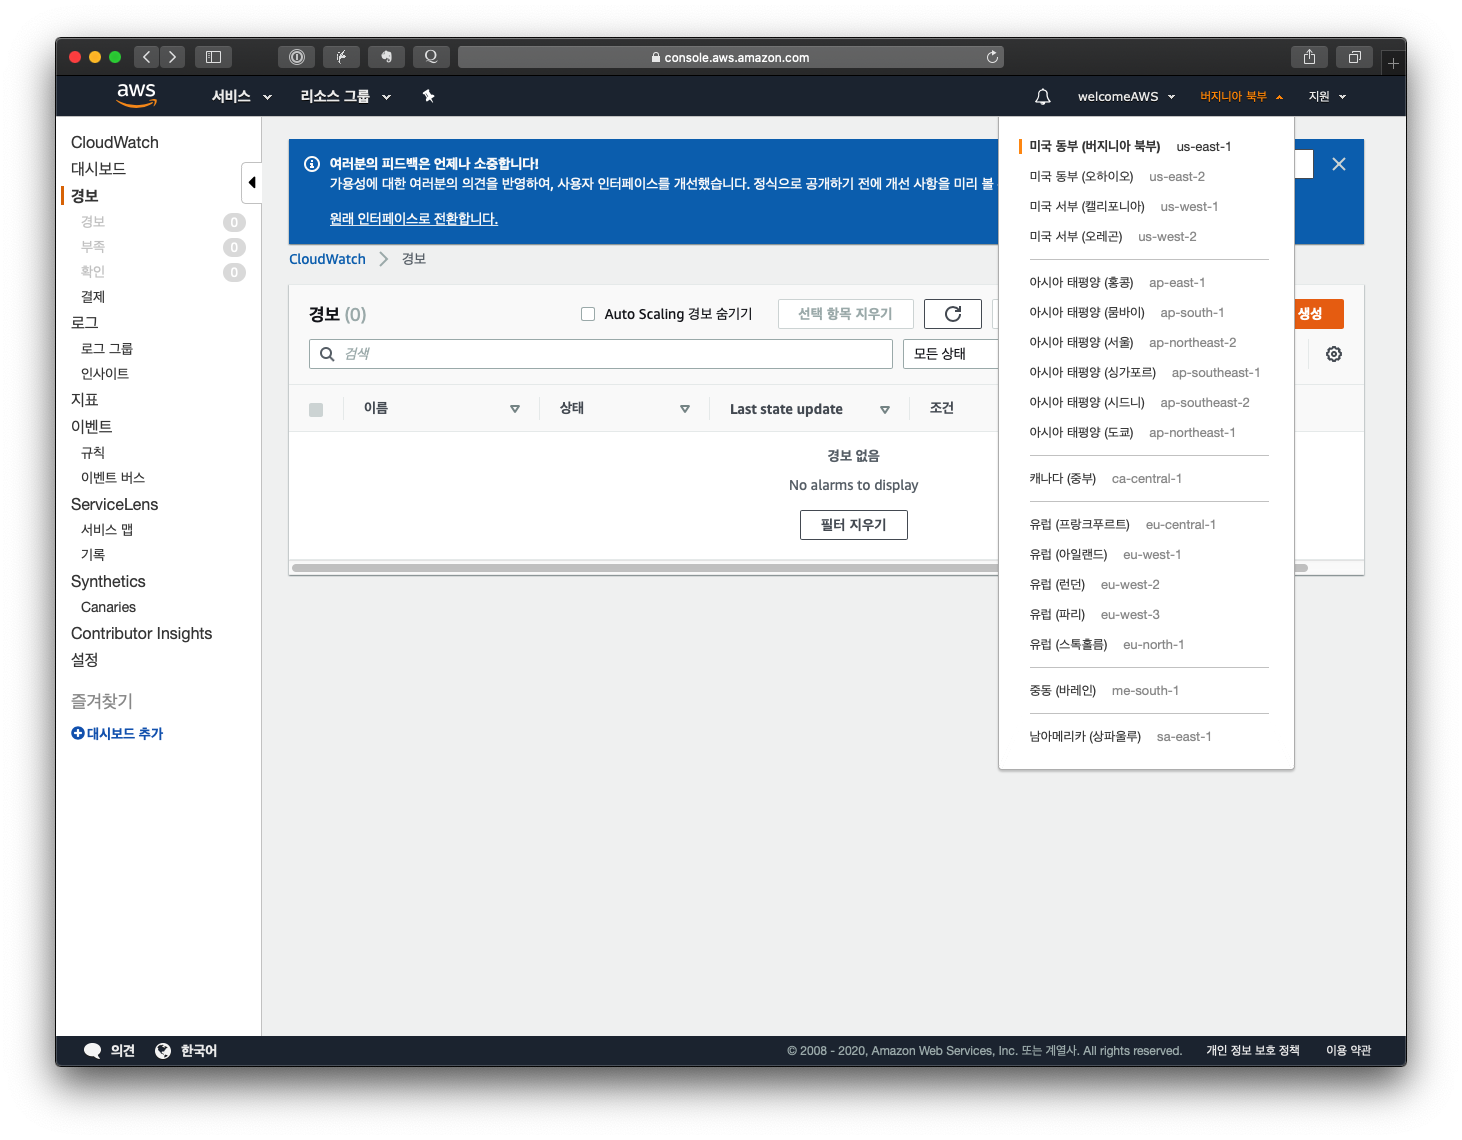 console.aws.amazon.com
aws 서비스 리소스 그룹 welcomeAWS 버지니아 북부 지원
CloudWatch
대시보드
경보
경보 0
부족 0
확인 0
결제
로그
로그 그룹
인사이트
지표
이벤트
규칙
이벤트 버스
ServiceLens
서비스 맵
기록
Synthetics
Canaries
Contributor Insights
설정
즐겨찾기
대시보드 추가
여러분의 피드백은 언제나 소중합니다!
가용성에 대한 여러분의 의견을 반영하여, 사용자 인터페이스를 개선했습니다. 정식으로 공개하기 전에 개선 사항을 미리 볼
원래 인터페이스로 전환합니다.
CloudWatch 경보
경보 (0) Auto Scaling 경보 숨기기 선택 항목 지우기 생성
검색 모든 상태
이름 상태 Last state update 조건
경보 없음
No alarms to display
필터 지우기
미국 동부 (버지니아 북부) us-east-1
미국 동부 (오하이오) us-east-2
미국 서부 (캘리포니아) us-west-1
미국 서부 (오레곤) us-west-2
아시아 태평양 (홍콩) ap-east-1
아시아 태평양 (뭄바이) ap-south-1
아시아 태평양 (서울) ap-northeast-2
아시아 태평양 (싱가포르) ap-southeast-1
아시아 태평양 (시드니) ap-southeast-2
아시아 태평양 (도쿄) ap-northeast-1
캐나다 (중부) ca-central-1
유럽 (프랑크푸르트) eu-central-1
유럽 (아일랜드) eu-west-1
유럽 (런던) eu-west-2
유럽 (파리) eu-west-3
유럽 (스톡홀름) eu-north-1
중동 (바레인) me-south-1
남아메리카 (상파울루) sa-east-1
의견 한국어 © 2008 - 2020, Amazon Web Services, Inc. 또는 계열사. All rights reserved. 개인 정보 보호 정책 이용 약관